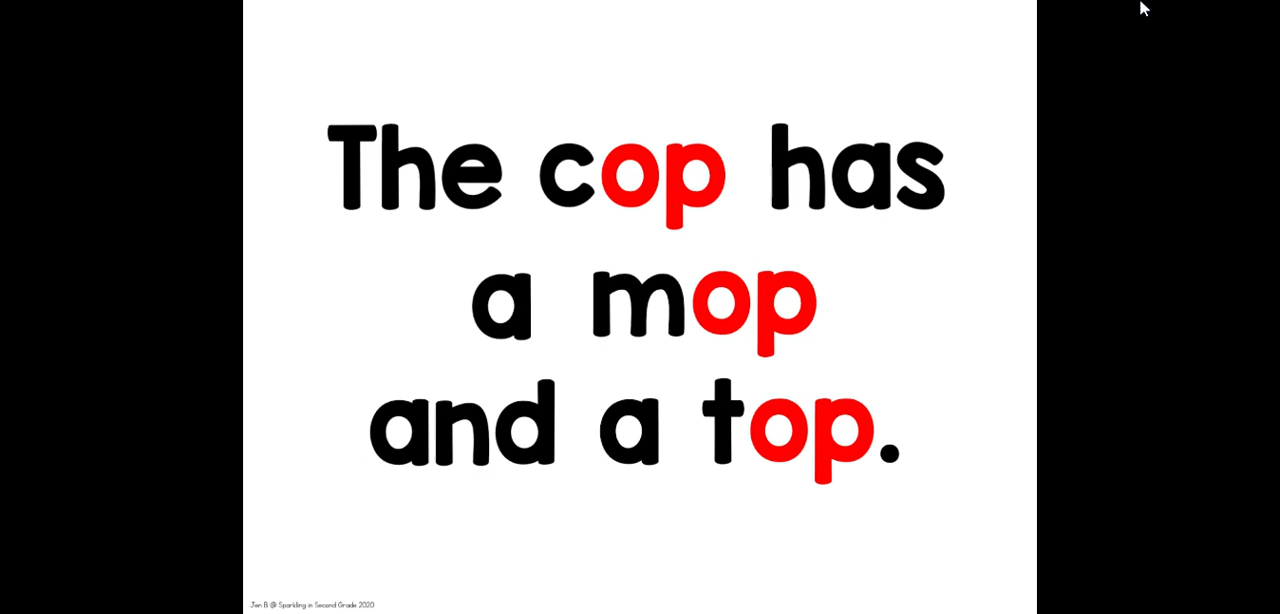 The cop has
a mop
and a top.
Jen B @ Sparkling in Second Grade 2020